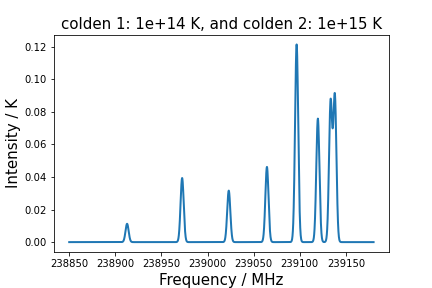 colden 1: 1e+14 K, and colden 2: 1e+15 K
0.12
0.10
0.08
0.06
0.04
0.02
0.00
Intensity / K
238850 238900 238950 239000 239050 239100 239150
Frequency / MHz